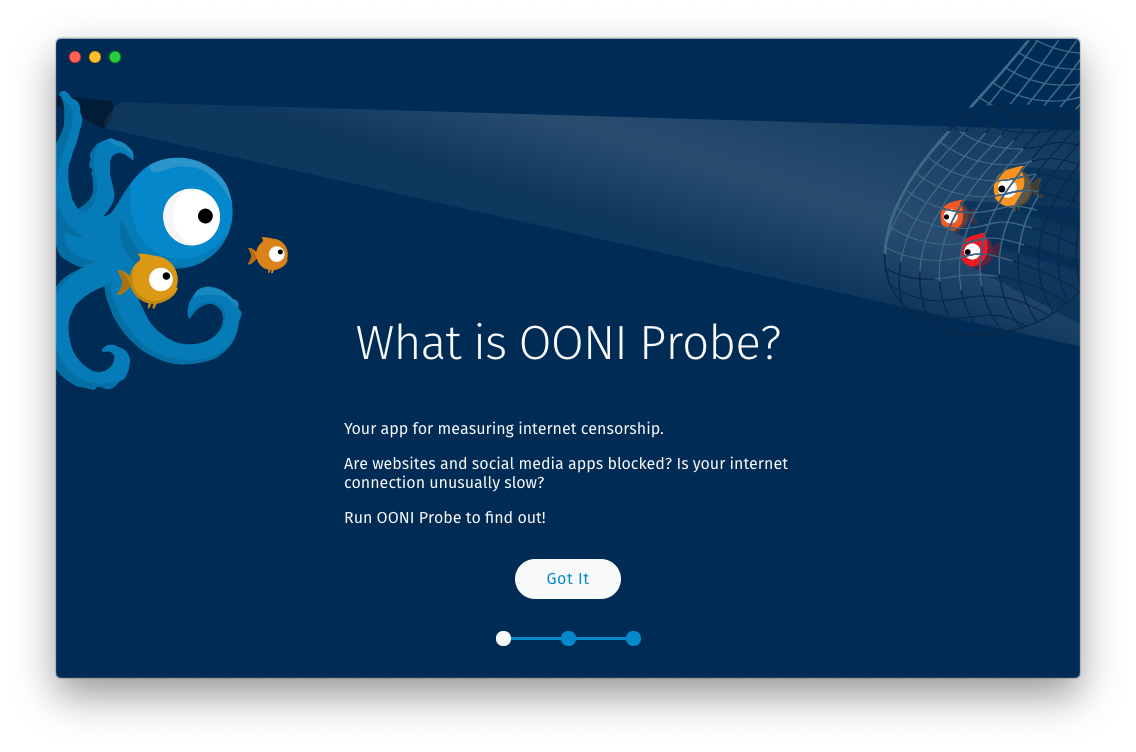 What is OONI Probe?
Your app for measuring internet censorship.
Are websites and social media apps blocked? Is your internet
connection unusually slow?
Run OONI Probe to find out!
Got It